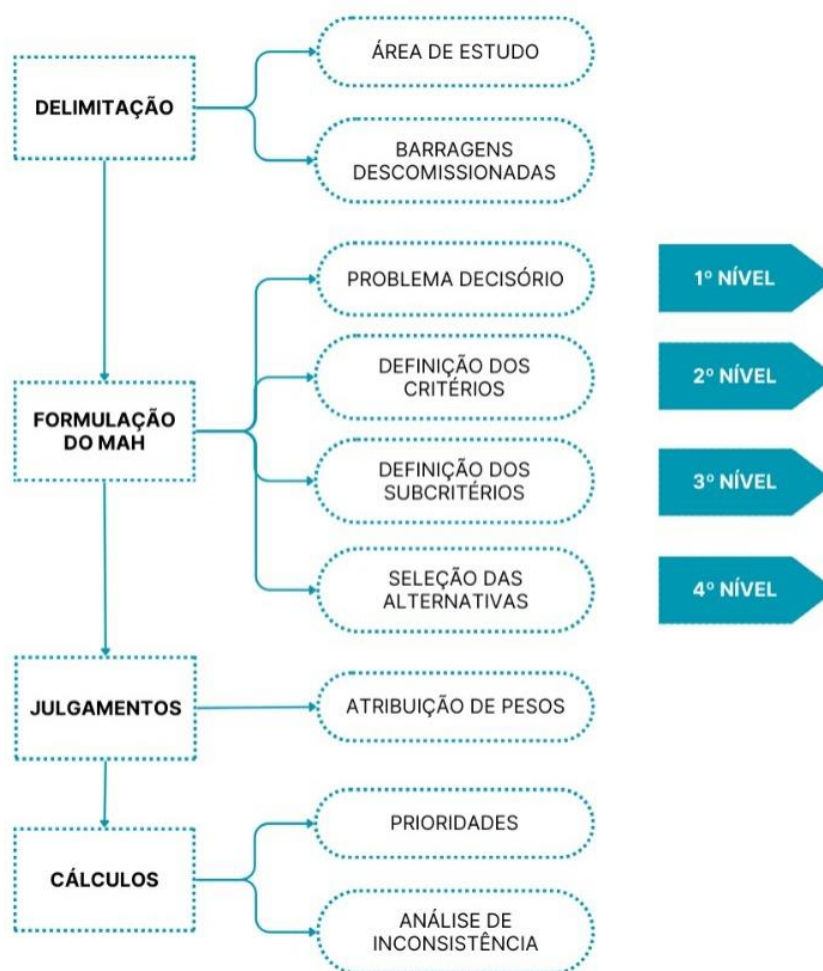 DELIMITAÇÃO
ÁREA DE ESTUDO
BARRAGENS
DESCOMISSIONADAS
FORMULAÇÃO
DO MAH
PROBLEMA DECISÓRIO
1º NÍVEL
DEFINIÇÃO DOS
CRITÉRIOS
2º NÍVEL
DEFINIÇÃO DOS
SUBCRITÉRIOS
3º NÍVEL
SELEÇÃO DAS
ALTERNATIVAS
4º NÍVEL
JULGAMENTOS
ATRIBUIÇÃO DE PESOS
CÁLCULOS
PRIORIDADES
ANÁLISE DE
INCONSISTÊNCIA